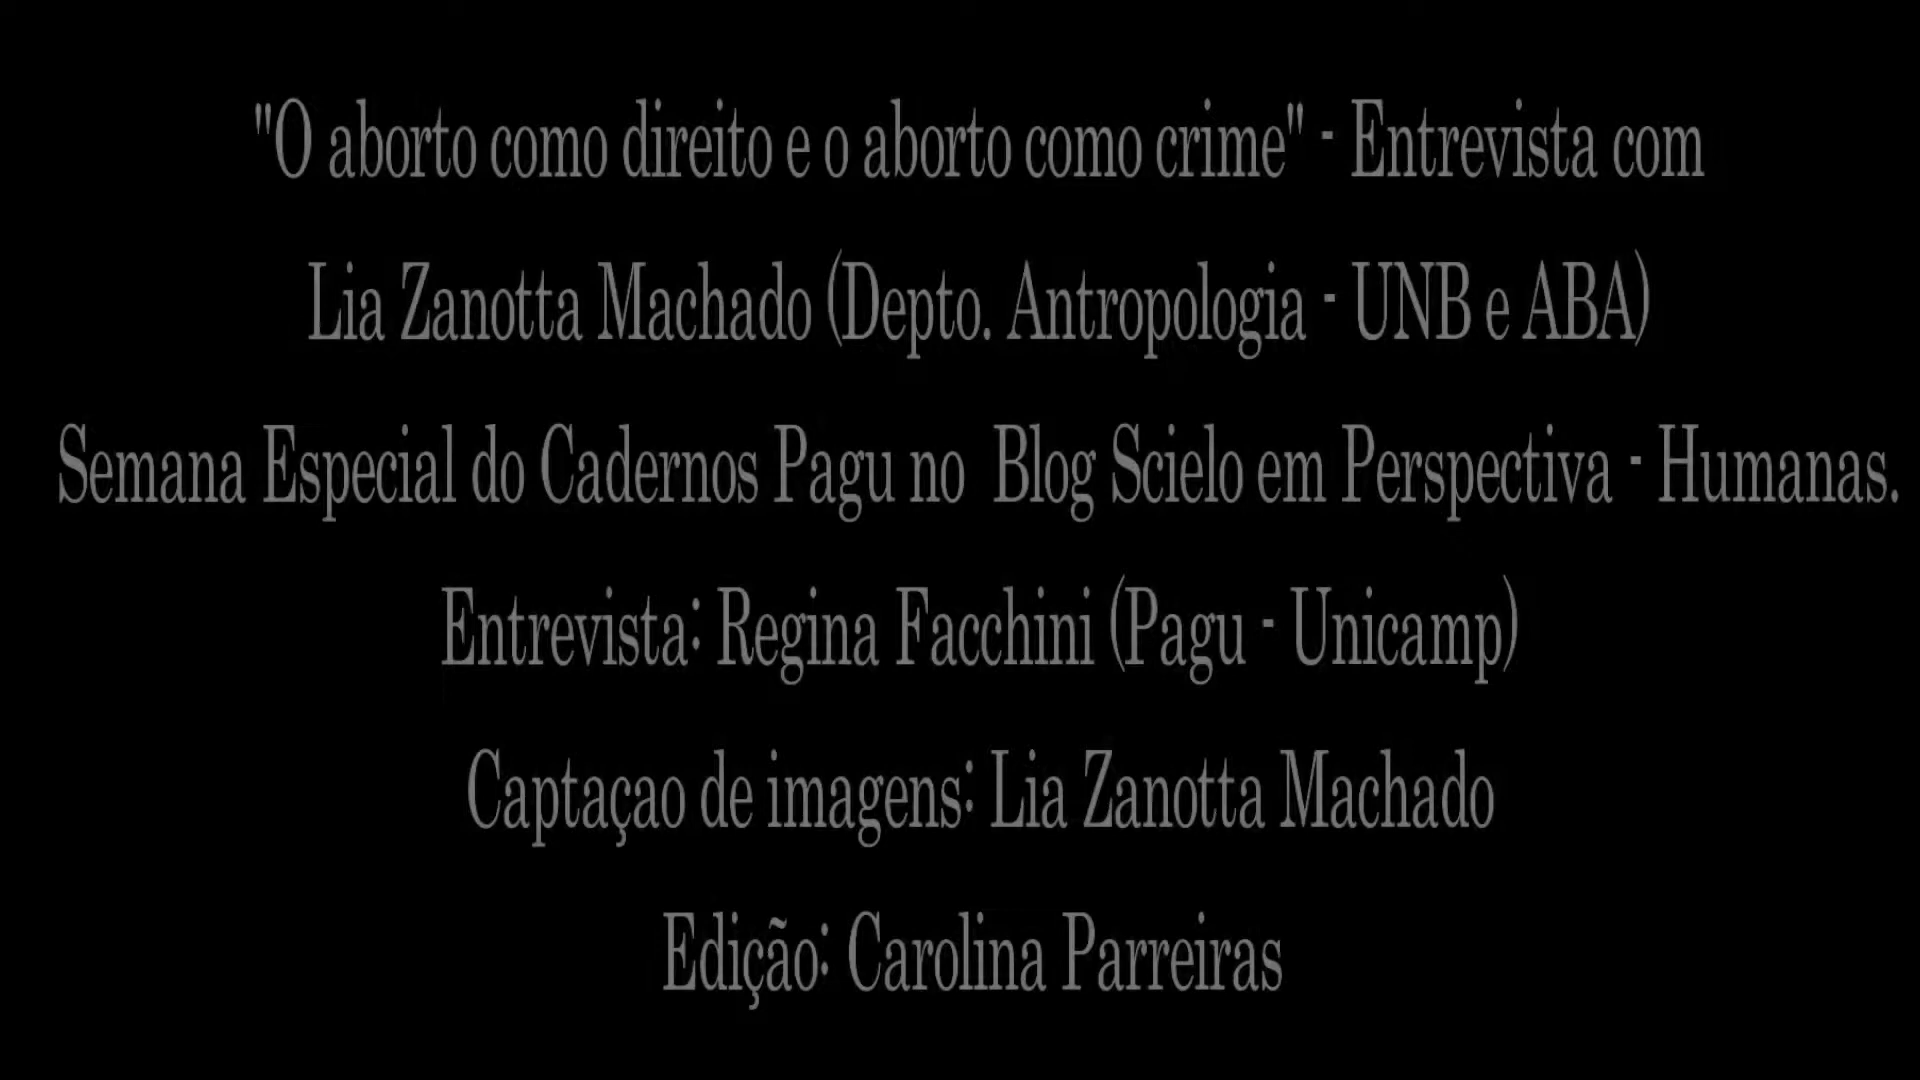 "O aborto como direito e o aborto como crime" - Entrevista com
Lia Zanotta Machado (Depto. Antropologia - UNB e ABA)
Semana Especial do Cadernos Pagu no  Blog Scielo em Perspectiva - Humanas.
Entrevista: Regina Facchini (Pagu - Unicamp)
Captaçao de imagens: Lia Zanotta Machado
Edição: Carolina Parreiras